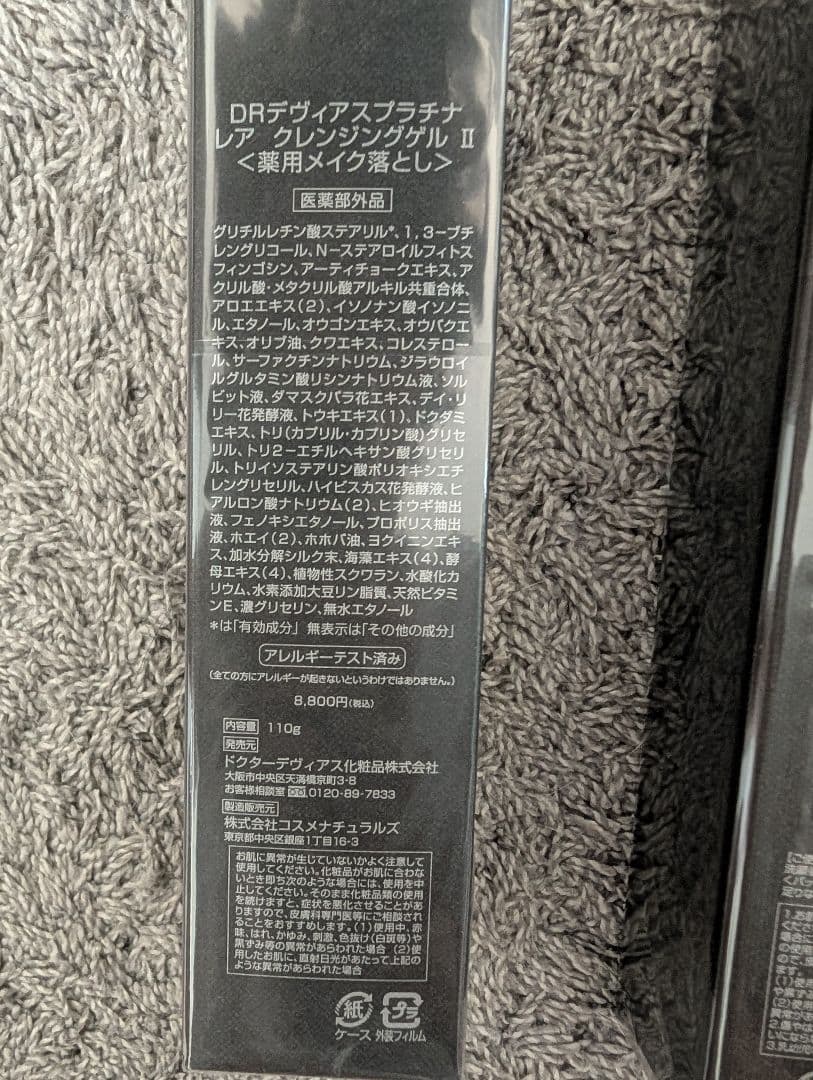 DRデヴィアスプラチナ
レア クレンジングゲル Ⅱ
<薬用メイク落とし>
医薬部外品
グリチルレチン酸ステアリル*、1,3-ブチ
レングリコール、N-ステアロイルフィトス
フィンゴシン、アーティチョークエキス、ア
クリル酸・メタクリル酸アルキル共重合体、
アロエエキス(2)、イソノナン酸イソノニ
ル、エタノール、オウゴンエキス、オウバクエ
キス、オリブ油、クワエキス、コレステロー
ル、サーファクチンナトリウム、ジラウロイ
ルグルタミン酸リシンナトリウム液、ソル
ビット液、ダマスクバラ花エキス、デイ・リ
リー花発酵液、トウキエキス(1)、ドクダミ
エキス、トリ(カプリル・カプリン酸)グリセ
リル、トリ2-エチルヘキサン酸グリセリ
ル、トリイソステアリン酸ポリオキシエチ
レングリセリル、ハイビスカス花発酵液、ヒ
アルロン酸ナトリウム(2)、ヒオウギ抽出
液、フェノキシエタノール、プロポリス抽出
液、ホエイ(2)、ホホバ油、ヨクイニンエキ
ス、加水分解シルク末、海藻エキス(4)、酵
母エキス(4)、植物性スクワラン、水酸化カ
リウム、水素添加大豆リン脂質、天然ビタミ
ンE、濃グリセリン、無水エタノール
*は「有効成分」 無表示は「その他の成分」
アレルギーテスト済み
(全ての方にアレルギーが起きないというわけではありません。)
8,800円(税込)
内容量 110g
発売元
ドクターデヴィアス化粧品株式会社
大阪市中央区天満橋京町3-8
お客様相談室 0120-89-7833
製造販売元
株式会社コスメナチュラルズ
東京都中央区銀座1丁目16-3
お肌に異常が生じていないかよく注意して
使用してください。化粧品がお肌に合わな
いとき即ち次のような場合には、使用を中
止してください。そのまま化粧品類の使用
を続けますと、症状を悪化させることがあ
りますので、皮膚科専門医等にご相談され
ることをおすすめします。(1)使用中、赤
味、はれ、かゆみ、刺激、色抜け(白斑等)や
黒ずみ等の異常があらわれた場合 (2)使
用したお肌に、直射日光があたって上記の
ような異常があらわれた場合
紙 プラ
ケース 外装フィルム